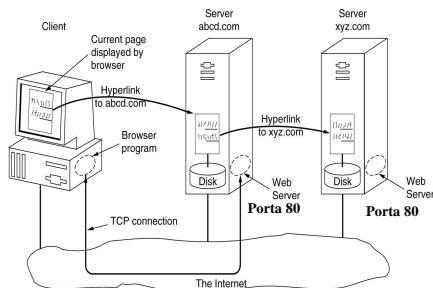 Client
Server
abcd.com
Server
xyz.com
Current page
displayed by
browser
Hyperlink
to abcd.com
Hyperlink
to xyz.com
Browser
program
Disk
Web
Server
Disk
Web
Server
Porta 80
Porta 80
TCP connection
The Internet